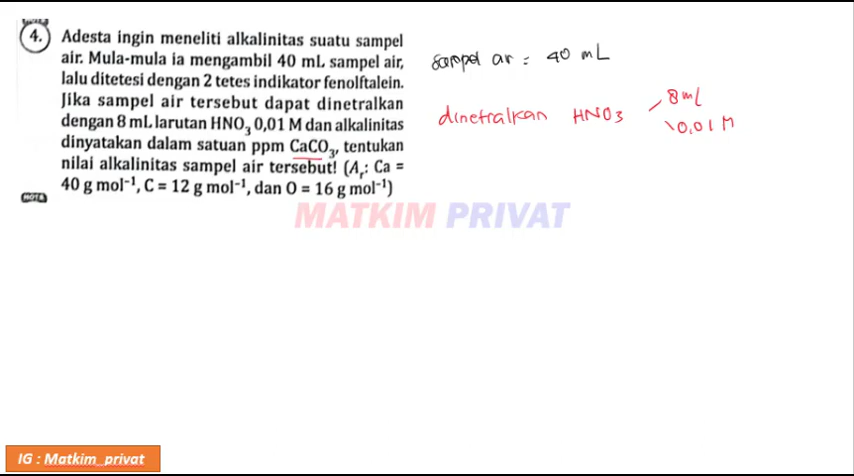 4. Adesta ingin meneliti alkalinitas suatu sampel
air. Mula-mula ia mengambil 40 mL sampel air,
lalu ditetesi dengan 2 tetes indikator fenolftalein.
Jika sampel air tersebut dapat dinetralkan
dengan 8 mL larutan HNO₃ 0,01 M dan alkalinitas
dinyatakan dalam satuan ppm CaCO₃, tentukan
nilai alkalinitas sampel air tersebut! (Aᵣ: Ca =
40 g mol⁻¹, C = 12 g mol⁻¹, dan O = 16 g mol⁻¹)
HOTS
sampel air = 40 mL
dinetralkan HNO3
8 mL
0,01 M
MATKIM PRIVAT
IG : Matkim_privat